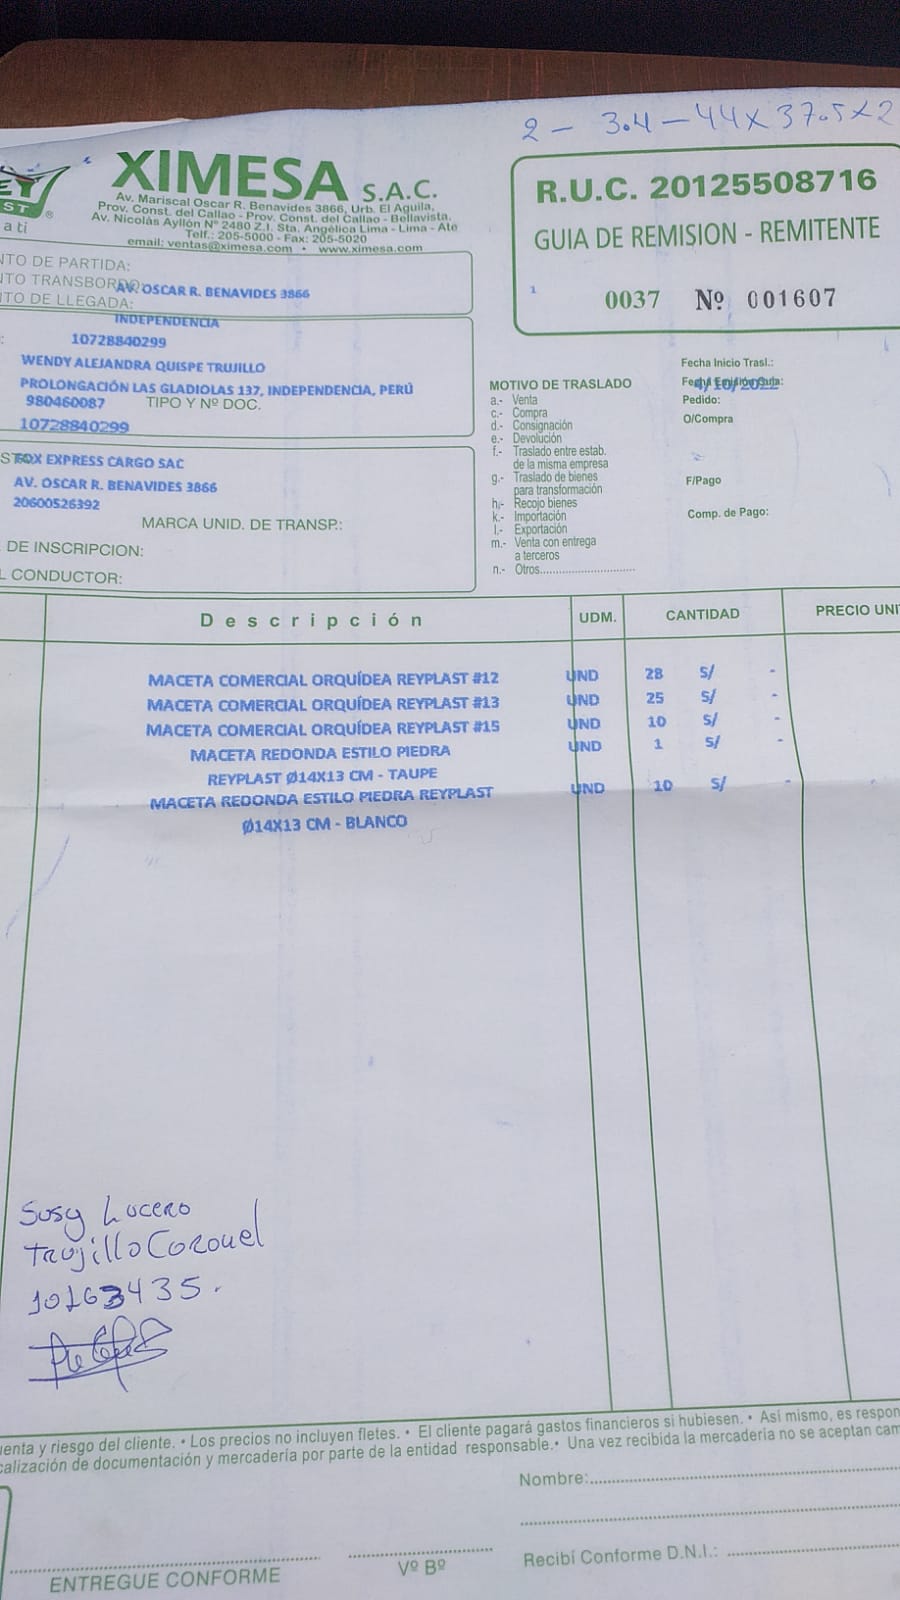 2 - 3.4 - 44 x 37.5 x 2
EY
ST ®
a ti
XIMESA S.A.C.
Av. Mariscal Oscar R. Benavides 3866, Urb. El Aguila,
Prov. Const. del Callao - Prov. Const. del Callao - Bellavista,
Av. Nicolás Ayllón Nº 2480 Z.I. Sta. Angélica Lima - Lima - Ate
Telf.: 205-5000 - Fax: 205-5020
email: ventas@ximesa.com • www.ximesa.com
R.U.C. 20125508716
GUIA DE REMISION - REMITENTE
0037 Nº 001607
NTO DE PARTIDA:
NTO TRANSBORDO:
AV. OSCAR R. BENAVIDES 3866
NTO DE LLEGADA:
INDEPENDENCIA
10728840299
WENDY ALEJANDRA QUISPE TRUJILLO
PROLONGACIÓN LAS GLADIOLAS 137, INDEPENDENCIA, PERÚ
980460087 TIPO Y Nº DOC.
10728840299
FOX EXPRESS CARGO SAC
AV. OSCAR R. BENAVIDES 3866
20600526392
MARCA UNID. DE TRANSP.:
DE INSCRIPCION:
L CONDUCTOR:
MOTIVO DE TRASLADO
a.- Venta
c.- Compra
d.- Consignación
e.- Devolución
f.- Traslado entre estab.
de la misma empresa
g.- Traslado de bienes
para transformación
h.- Recojo bienes
k.- Importación
l.- Exportación
m.- Venta con entrega
a terceros
n.- Otros..............................
Fecha Inicio Trasl.:
Fecha Emisión Guía:
4/10/2022
Pedido:
O/Compra
F/Pago
Comp. de Pago:
Descripción UDM. CANTIDAD PRECIO UNI
MACETA COMERCIAL ORQUÍDEA REYPLAST #12 UND 28 S/ -
MACETA COMERCIAL ORQUÍDEA REYPLAST #13 UND 25 S/ -
MACETA COMERCIAL ORQUÍDEA REYPLAST #15 UND 10 S/ -
MACETA REDONDA ESTILO PIEDRA UND 1 S/ -
REYPLAST Ø14X13 CM - TAUPE
MACETA REDONDA ESTILO PIEDRA REYPLAST UND 10 S/ -
Ø14X13 CM - BLANCO
Susy Lucero
Trujillo Coronel
10163435.
uenta y riesgo del cliente. • Los precios no incluyen fletes. • El cliente pagará gastos financieros si hubiesen. • Así mismo, es respon
calización de documentación y mercadería por parte de la entidad responsable. • Una vez recibida la mercadería no se aceptan cam
Nombre:
Recibí Conforme D.N.I.:
ENTREGUE CONFORME
Vº Bº